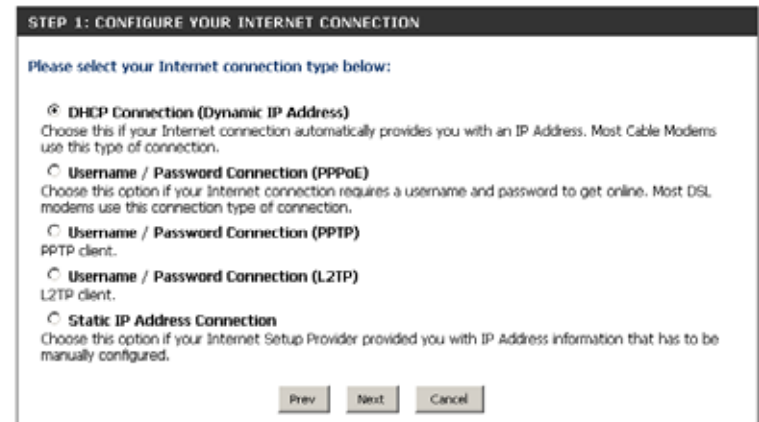 STEP 1: CONFIGURE YOUR INTERNET CONNECTION
Please select your Internet connection type below:
DHCP Connection (Dynamic IP Address)
Choose this if your Internet connection automatically provides you with an IP Address. Most Cable Modems
use this type of connection.
Username / Password Connection (PPPoE)
Choose this option if your Internet connection requires a username and password to get online. Most DSL
modems use this connection type of connection.
Username / Password Connection (PPTP)
PPTP client.
Username / Password Connection (L2TP)
L2TP client.
Static IP Address Connection
Choose this option if your Internet Setup Provider provided you with IP Address information that has to be
manually configured.
Prev Next Cancel